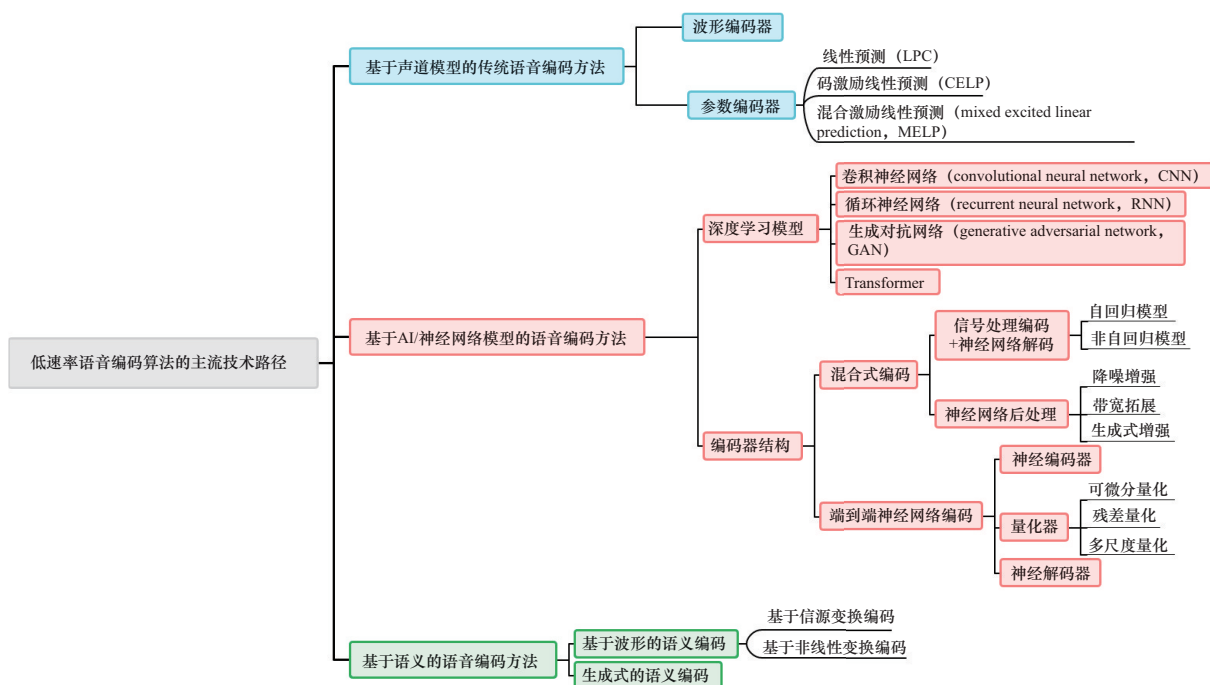 低速率语音编码算法的主流技术路径
基于声道模型的传统语音编码方法
波形编码器
参数编码器
线性预测（LPC）
码激励线性预测（CELP）
混合激励线性预测（mixed excited linear
prediction，MELP）
基于AI/神经网络模型的语音编码方法
深度学习模型
卷积神经网络（convolutional neural network，CNN）
循环神经网络（recurrent neural network，RNN）
生成对抗网络（generative adversarial network，
GAN）
Transformer
编码器结构
混合式编码
信号处理编码
+神经网络解码
自回归模型
非自回归模型
神经网络后处理
降噪增强
带宽拓展
生成式增强
端到端神经网络编码
神经编码器
量化器
可微分量化
残差量化
多尺度量化
神经解码器
基于语义的语音编码方法
基于波形的语义编码
基于信源变换编码
基于非线性变换编码
生成式的语义编码